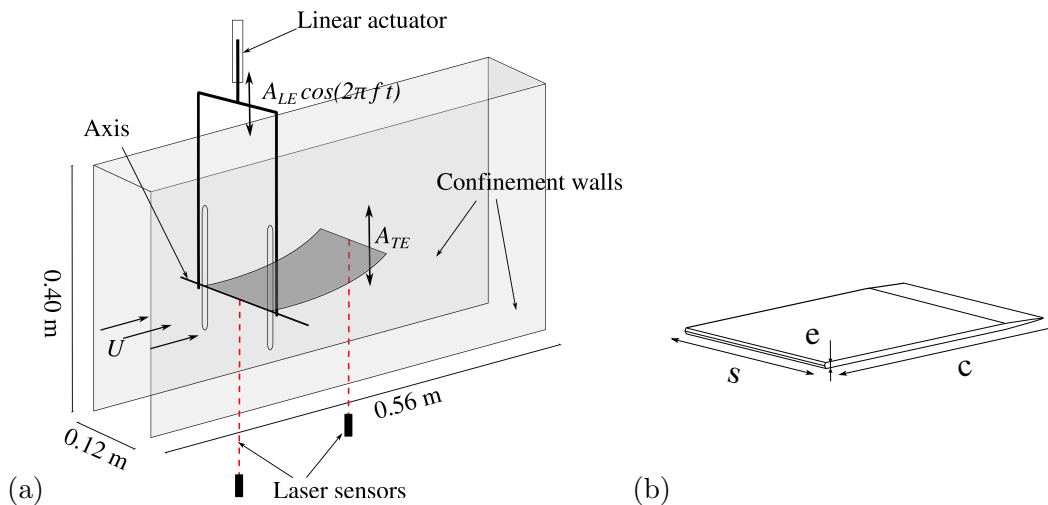 Linear actuator
A_LE cos(2π f t)
Axis
Confinement walls
A_TE
0.40 m
U
0.56 m
0.12 m
Laser sensors
(a)
e
s
c
(b)